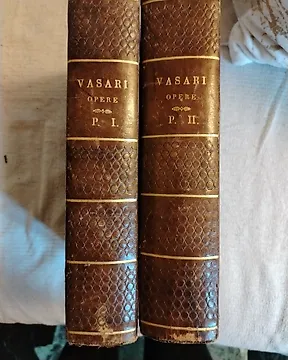 VASARI
OPERE
P. I.
VASARI
OPERE
P. II.